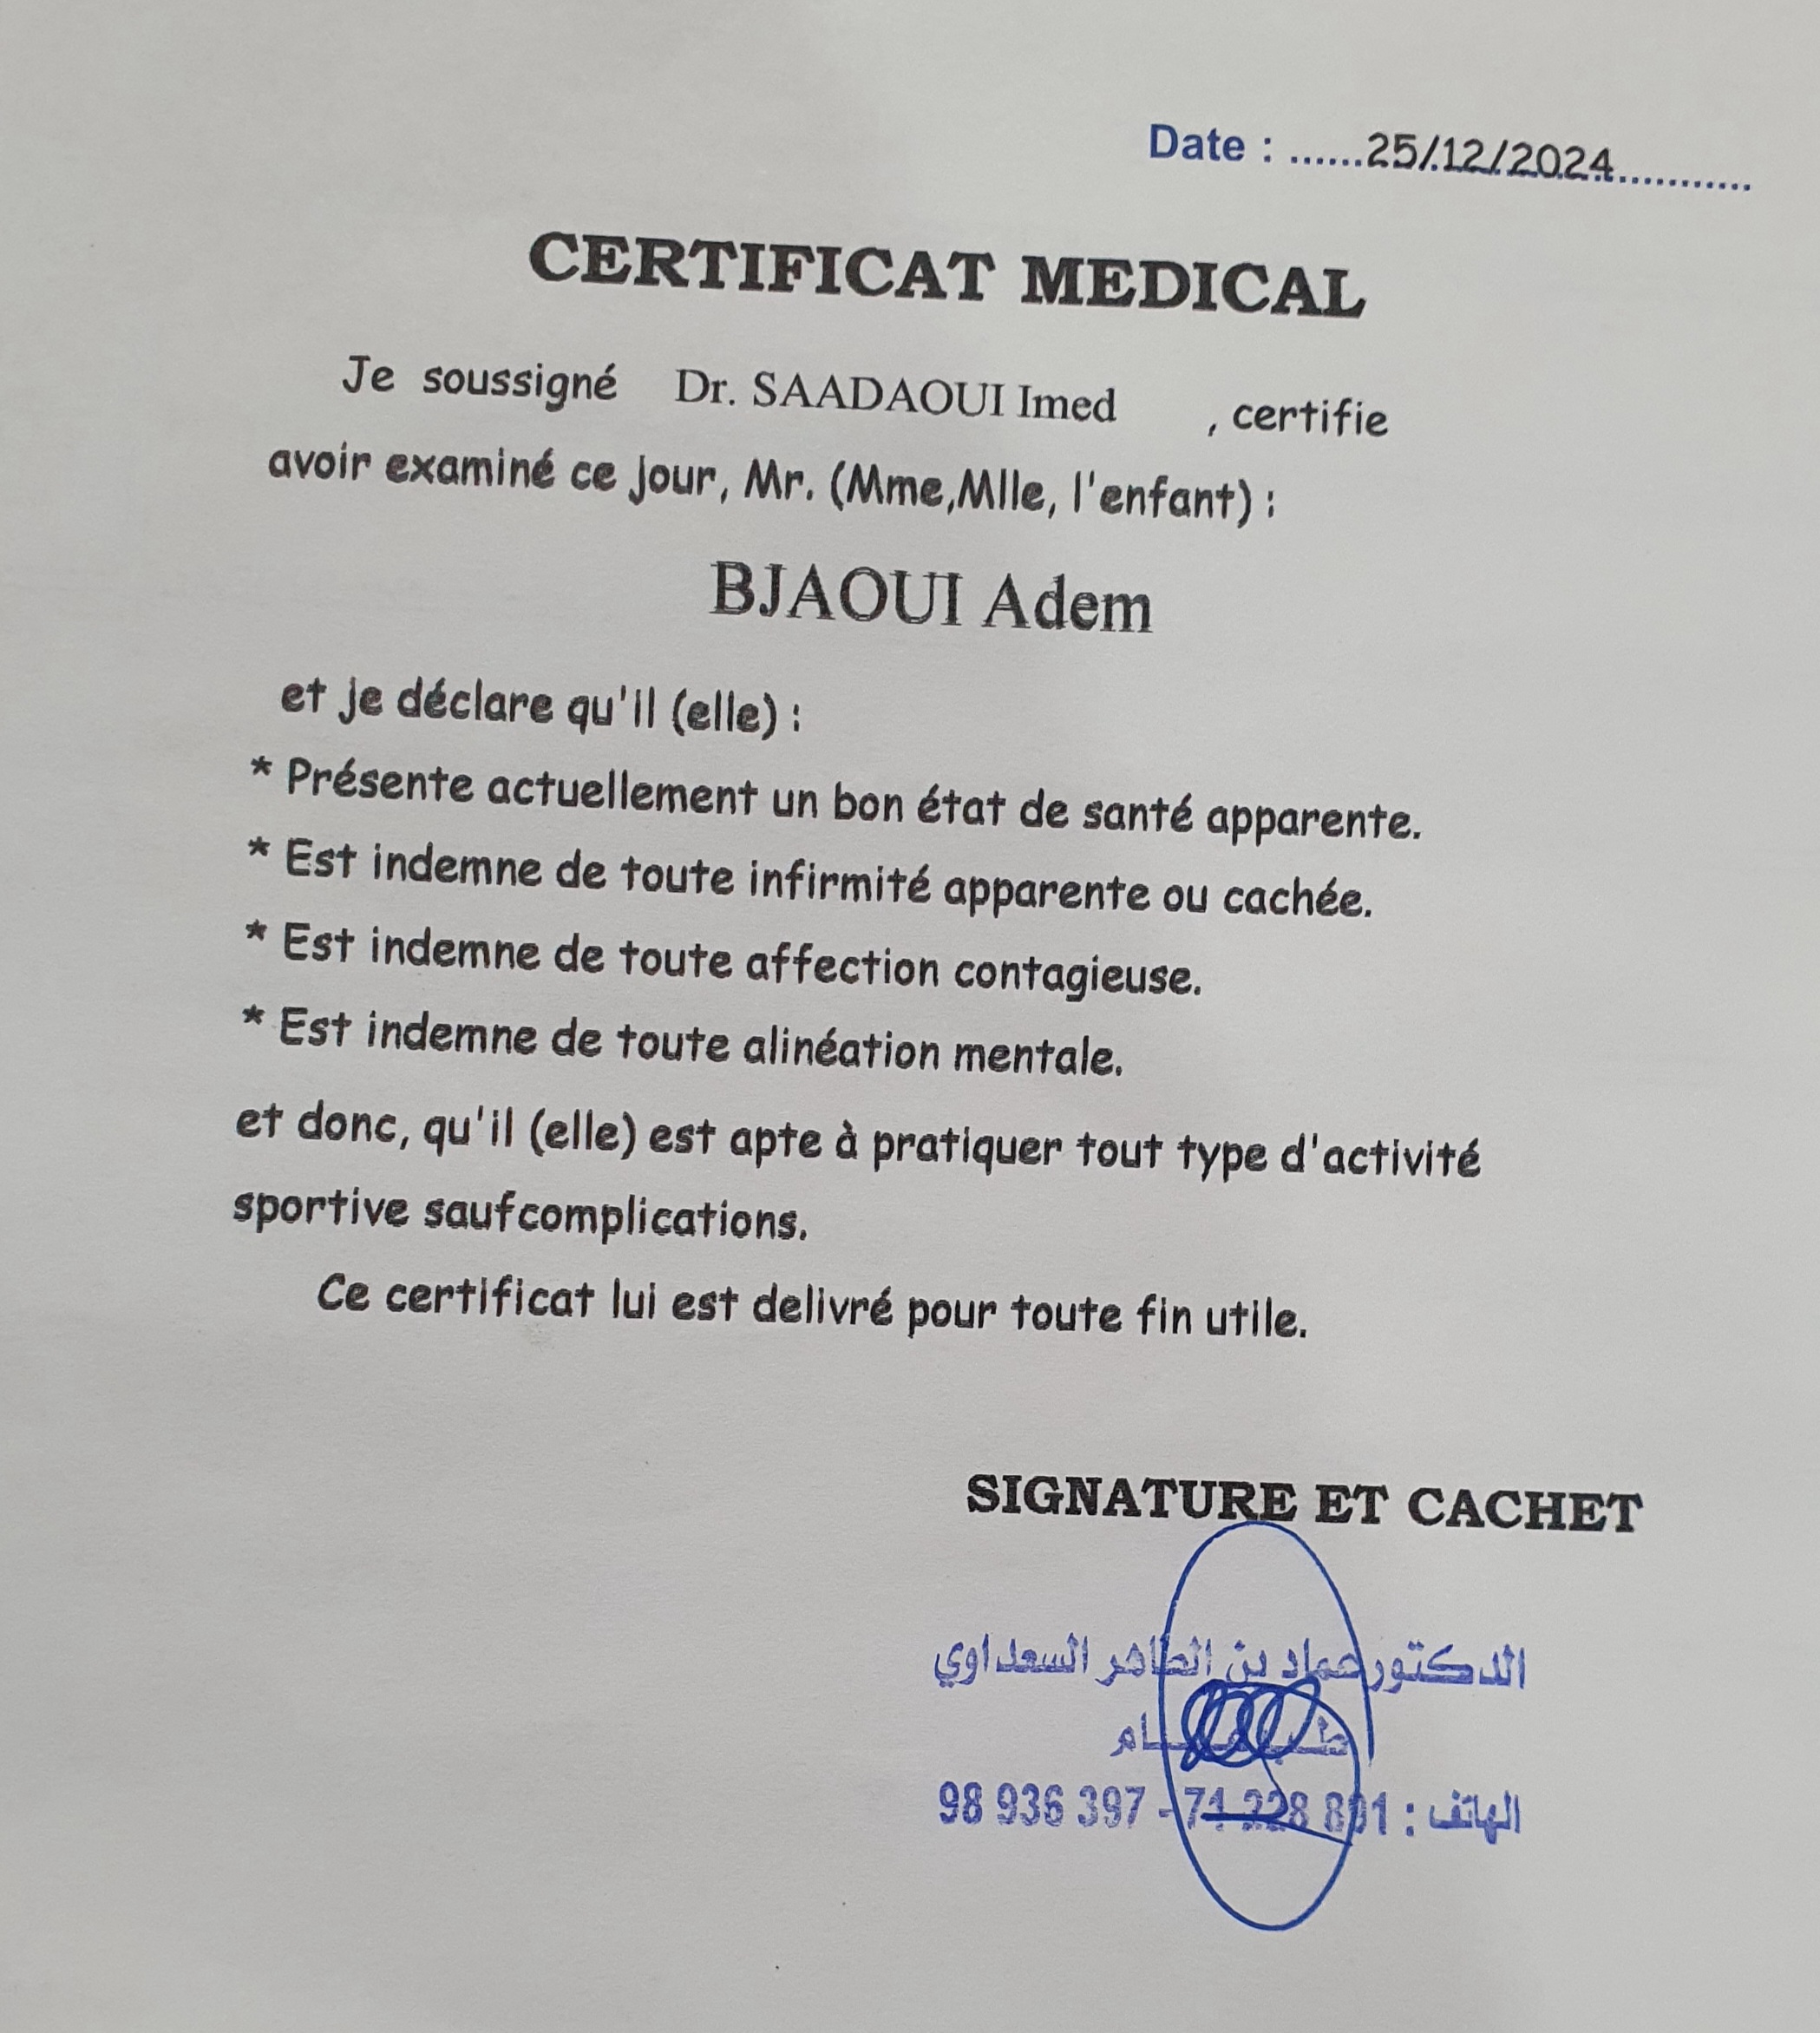 Date : ......25/12/2024...........
CERTIFICAT MEDICAL
Je soussigné Dr. SAADAOUI Imed , certifie
avoir examiné ce jour, Mr. (Mme,Mlle, l'enfant) :
BJAOUI Adem
et je déclare qu'il (elle) :
* Présente actuellement un bon état de santé apparente.
* Est indemne de toute infirmité apparente ou cachée.
* Est indemne de toute affection contagieuse.
* Est indemne de toute alinéation mentale.
et donc, qu'il (elle) est apte à pratiquer tout type d'activité
sportive sauf complications.
Ce certificat lui est delivré pour toute fin utile.
SIGNATURE ET CACHET
الدكتور عماد بن الطاهر السعداوي
الهاتف : 71 228 801 - 98 936 397